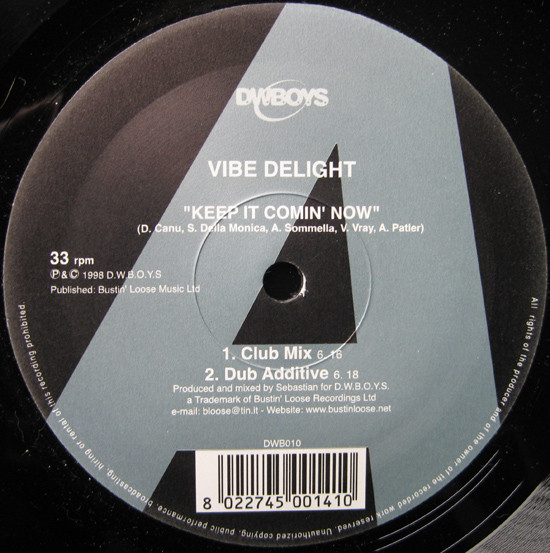 DWBOYS
VIBE DELIGHT
"KEEP IT COMIN' NOW"
(D. Canu, S. Della Monica, A. Sommella, V. Vray, A. Patler)
33 rpm
℗ & © 1998 D.W.B.O.Y.S
Published: Bustin' Loose Music Ltd
1. Club Mix 6. 16
2. Dub Additive 6. 18
Produced and mixed by Sebastian for D.W.B.O.Y.S.
a Trademark of Bustin' Loose Recordings Ltd
e-mail: bloose@tin.it - Website: www.bustinloose.net
DWB010
8 022745 001410
All rights of the producer and of the owner of the recorded work reserved. Unauthorized copying, public performance, broadcasting, hiring or rental of this recording prohibited.